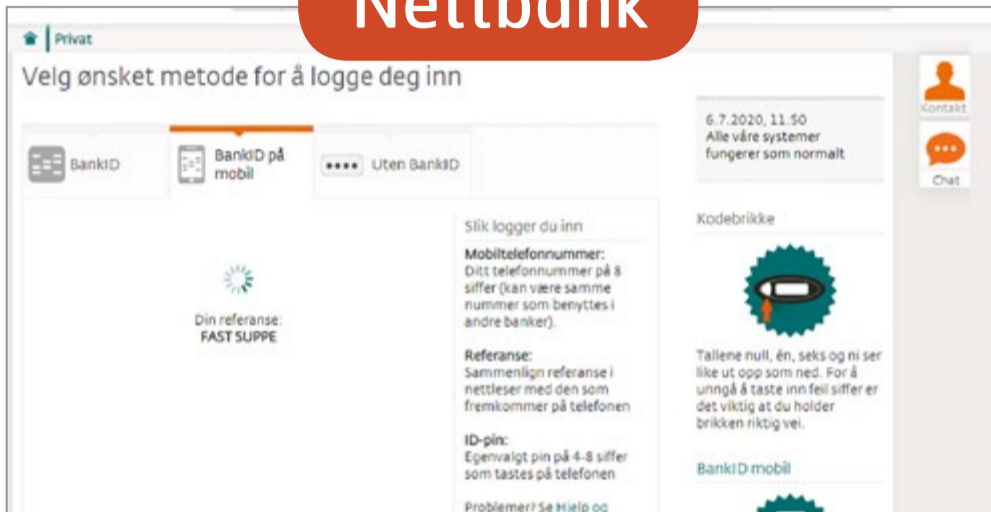 Nettbank
Privat
Velg ønsket metode for å logge deg inn
BankID
BankID på
mobil
Uten BankID
Din referanse:
FAST SUPPE
Slik logger du inn
Mobiltelefonnummer:
Ditt telefonnummer på 8
siffer (kan være samme
nummer som benyttes i
andre banker).
Referanse:
Sammenlign referanse i
nettleser med den som
fremkommer på telefonen
ID-pin:
Egenvalgt pin på 4-8 siffer
som tastes på telefonen
Problemer? Se Hjelp og
6.7.2020, 11.50
Alle våre systemer
fungerer som normalt
Kodebrikke
Tallene null, én, seks og ni ser
like ut opp som ned. For å
unngå å taste inn feil siffer er
det viktig at du holder
brikken riktig vei.
BankID mobil
Kontakt
Chat